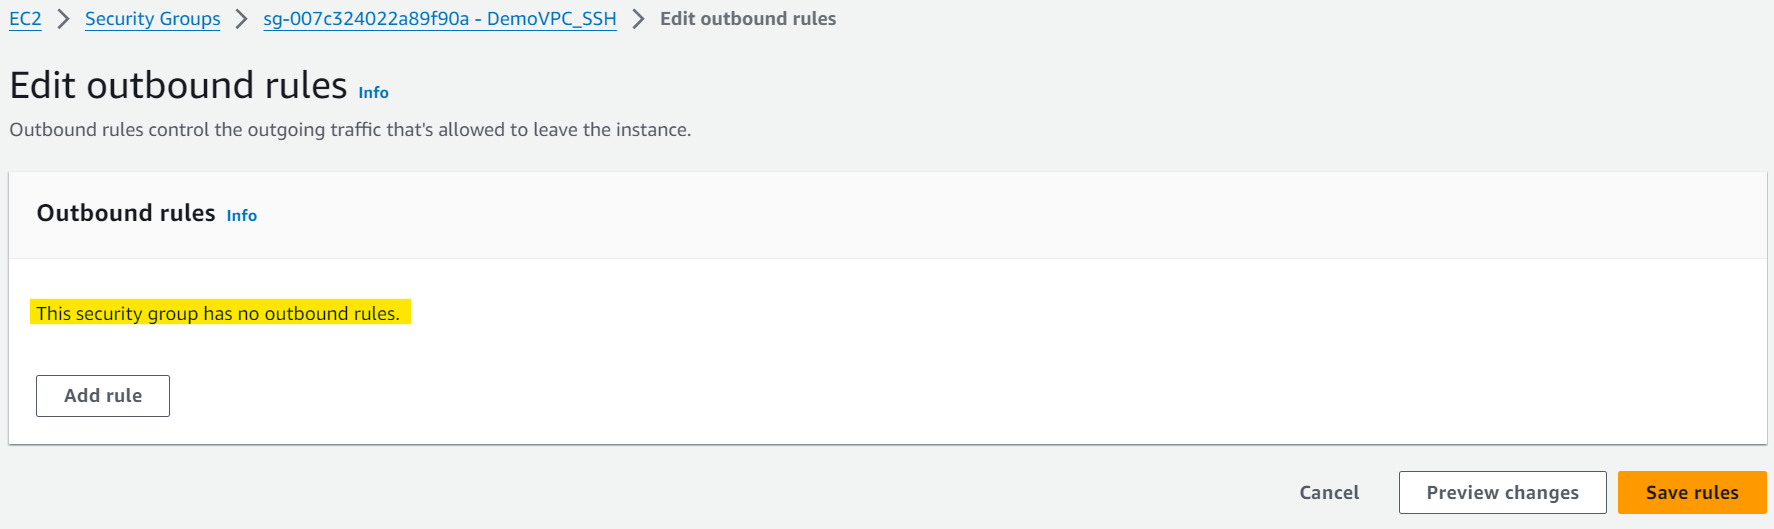 EC2 > Security Groups > sg-007c324022a89f90a - DemoVPC_SSH > Edit outbound rules
Edit outbound rules Info
Outbound rules control the outgoing traffic that's allowed to leave the instance.
Outbound rules Info
This security group has no outbound rules.
Add rule
Cancel Preview changes Save rules